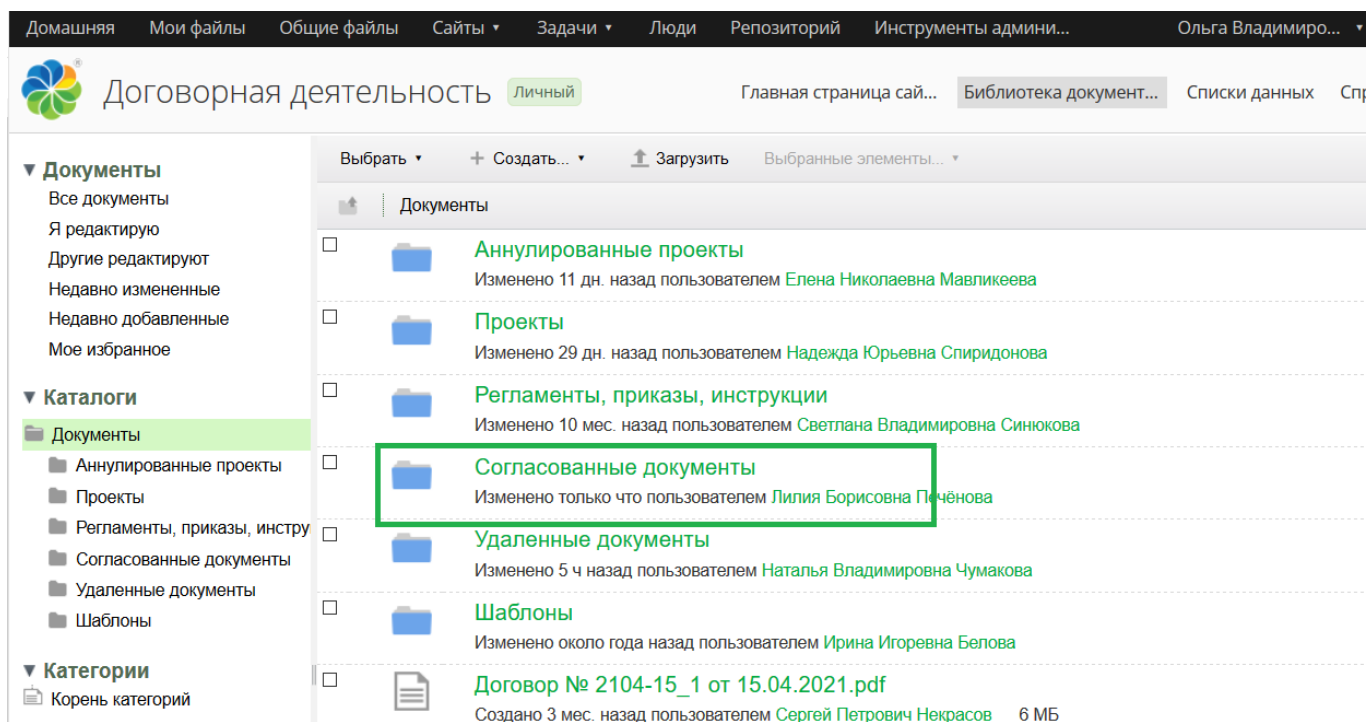 Домашняя Мои файлы Общие файлы Сайты Задачи Люди Репозиторий Инструменты админи... Ольга Владимиро...
Договорная деятельность Личный Главная страница сай... Библиотека документ... Списки данных Спр
Выбрать + Создать... Загрузить Выбранные элементы...
Документы
Аннулированные проекты
Изменено 11 дн. назад пользователем Елена Николаевна Мавликеева
Проекты
Изменено 29 дн. назад пользователем Надежда Юрьевна Спиридонова
Регламенты, приказы, инструкции
Изменено 10 мес. назад пользователем Светлана Владимировна Синюкова
Согласованные документы
Изменено только что пользователем Лилия Борисовна Печёнова
Удаленные документы
Изменено 5 ч назад пользователем Наталья Владимировна Чумакова
Шаблоны
Изменено около года назад пользователем Ирина Игоревна Белова
Договор № 2104-15_1 от 15.04.2021.pdf
Создано 3 мес. назад пользователем Сергей Петрович Некрасов 6 МБ
Документы
Все документы
Я редактирую
Другие редактируют
Недавно измененные
Недавно добавленные
Мое избранное
Каталоги
Документы
Аннулированные проекты
Проекты
Регламенты, приказы, инстру
Согласованные документы
Удаленные документы
Шаблоны
Категории
Корень категорий